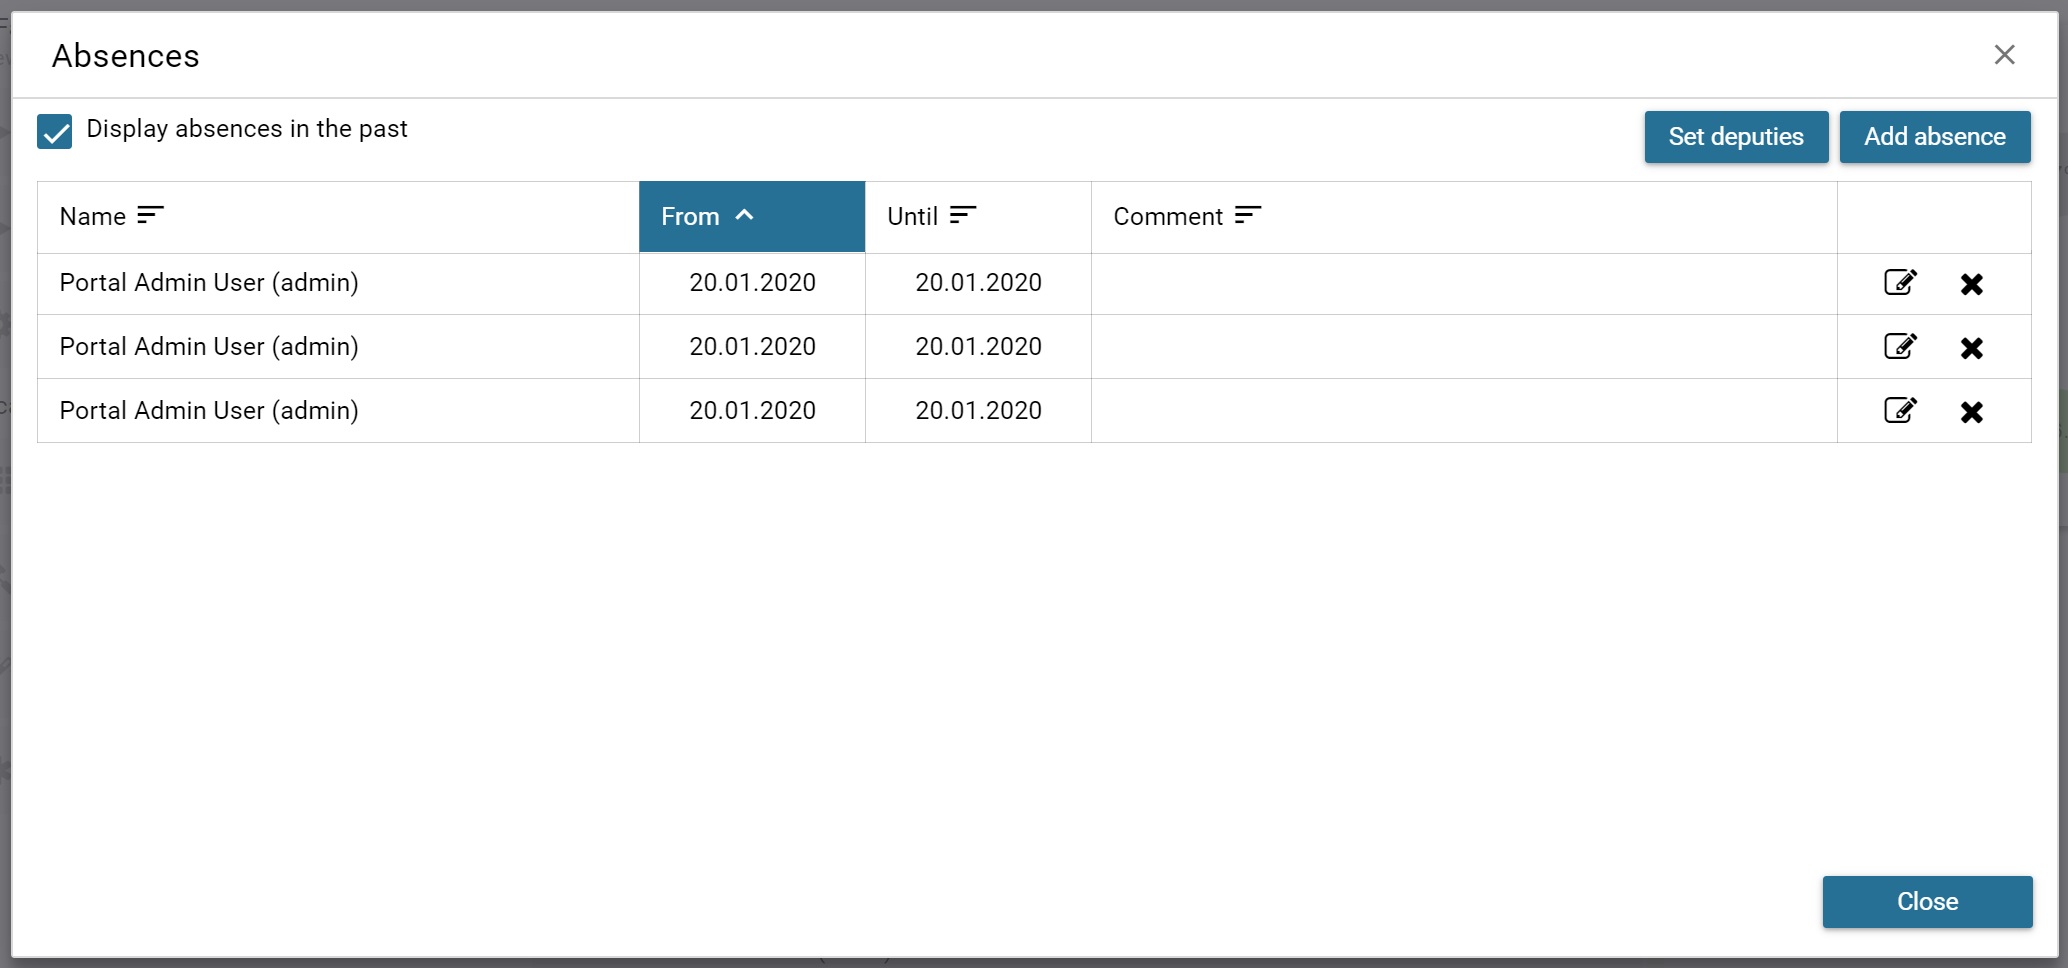 Absences
Display absences in the past
Set deputies Add absence
Name From Until Comment
Portal Admin User (admin) 20.01.2020 20.01.2020
Portal Admin User (admin) 20.01.2020 20.01.2020
Portal Admin User (admin) 20.01.2020 20.01.2020
Close